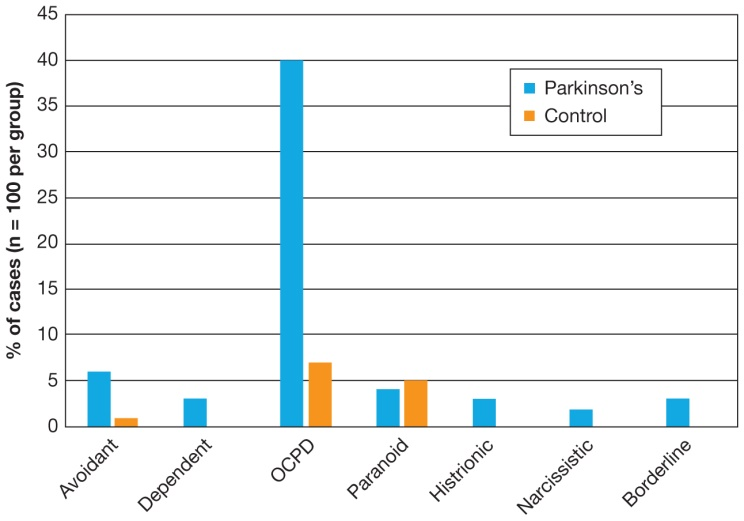 % of cases (n = 100 per group)
45
40
35
30
25
20
15
10
5
0
Parkinson's
Control
Avoidant
Dependent
OCPD
Paranoid
Histrionic
Narcissistic
Borderline